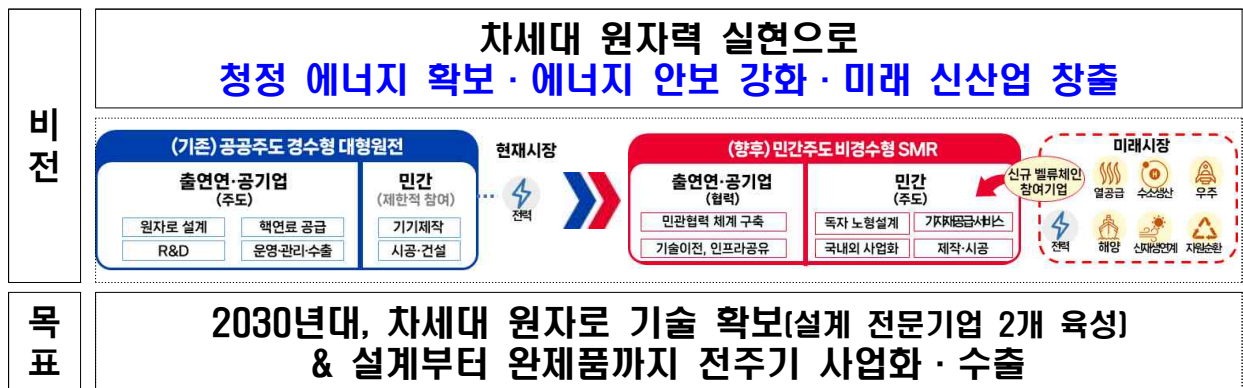 비전
차세대 원자력 실현으로
청정 에너지 확보 · 에너지 안보 강화 · 미래 신산업 창출
(기존) 공공주도 경수형 대형원전
출연연·공기업
(주도)
원자로 설계
핵연료 공급
R&D
운영·관리·수출
민간
(제한적 참여)
기기제작
시공·건설
현재시장
전력
(향후) 민간주도 비경수형 SMR
출연연·공기업
(협력)
민관협력 체계 구축
기술이전, 인프라공유
민간
(주도)
독자 노형설계
기자재공급·서비스
국내외 사업화
제작·시공
신규 밸류체인
참여기업
미래시장
열공급
수소생산
우주
전력
해양
신재생연계
자원순환
목표
2030년대, 차세대 원자로 기술 확보(설계 전문기업 2개 육성)
& 설계부터 완제품까지 전주기 사업화 · 수출